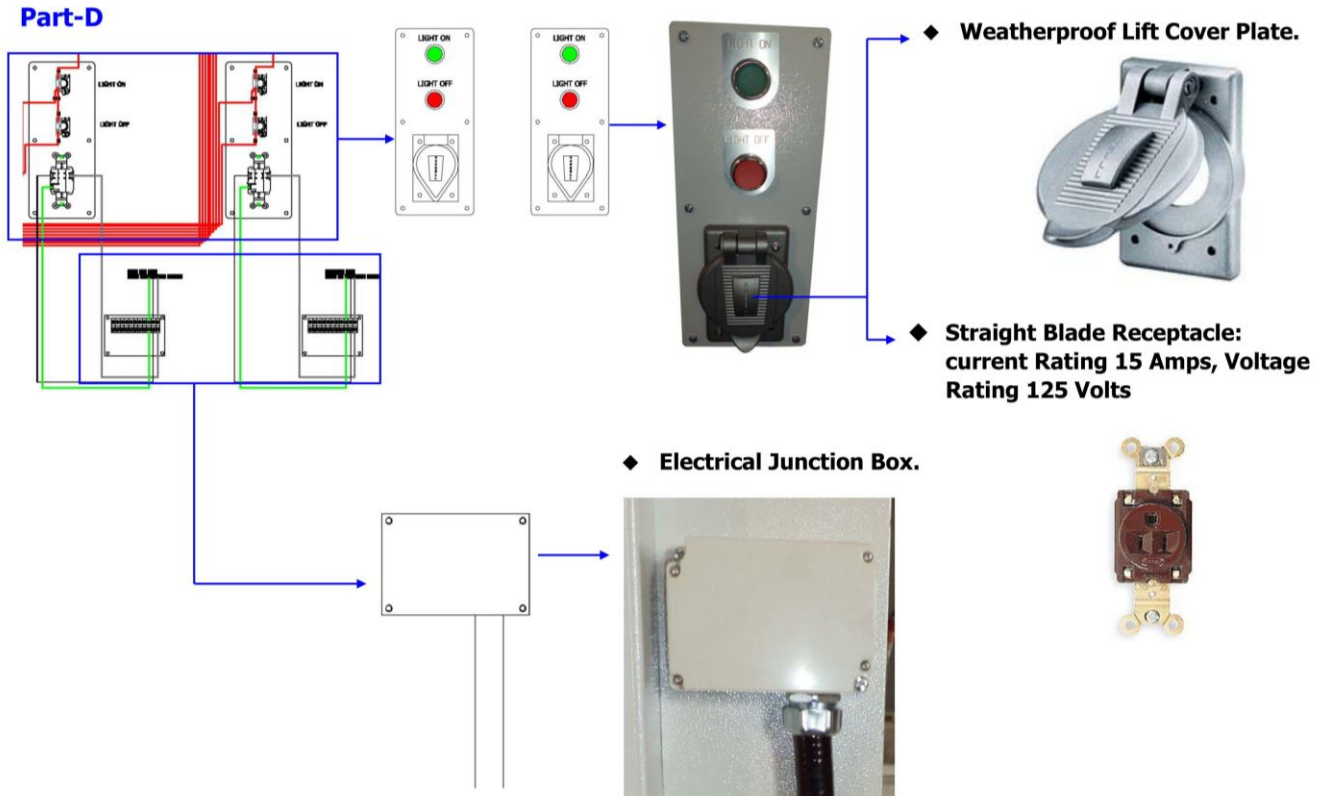 Part-D
LIGHT ON
LIGHT OFF
LIGHT ON
LIGHT OFF
LIGHT ON
LIGHT OFF
LIGHT ON
LIGHT OFF
LIGHT ON
LIGHT OFF
◆ Weatherproof Lift Cover Plate.
◆ Straight Blade Receptacle:
current Rating 15 Amps, Voltage
Rating 125 Volts
◆ Electrical Junction Box.